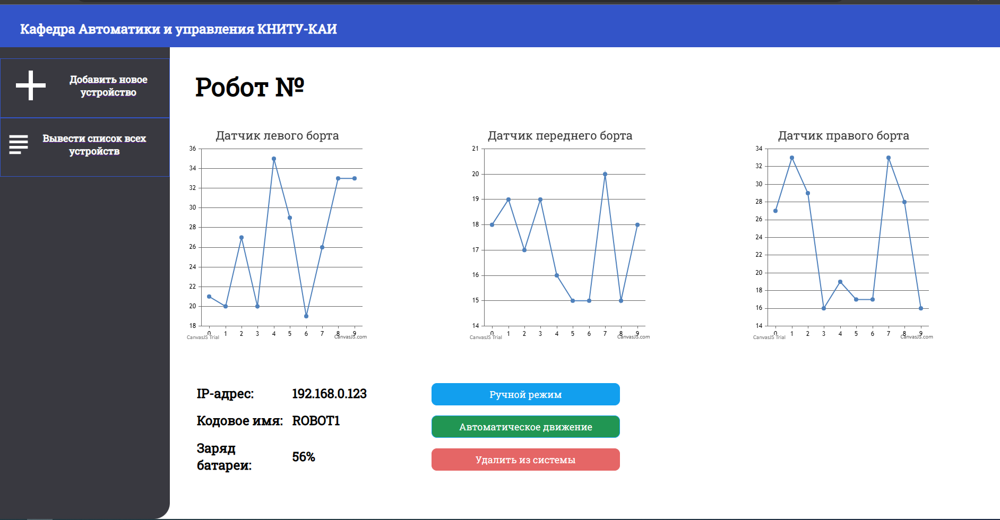 Кафедра Автоматики и управления КНИТУ-КАИ
Добавить новое
устройство
Вывести список всех
устройств
Робот №
Датчик левого борта
36
34
32
30
28
26
24
22
20
18
0 1 2 3 4 5 6 7 8 9
CanvasJS Trial
CanvasJS.com
Датчик переднего борта
21
20
19
18
17
16
15
14
0 1 2 3 4 5 6 7 8 9
CanvasJS Trial
CanvasJS.com
Датчик правого борта
34
32
30
28
26
24
22
20
18
16
14
0 1 2 3 4 5 6 7 8 9
CanvasJS Trial
CanvasJS.com
IP-адрес: 192.168.0.123
Кодовое имя: ROBOT1
Заряд
батареи: 56%
Ручной режим
Автоматическое движение
Удалить из системы